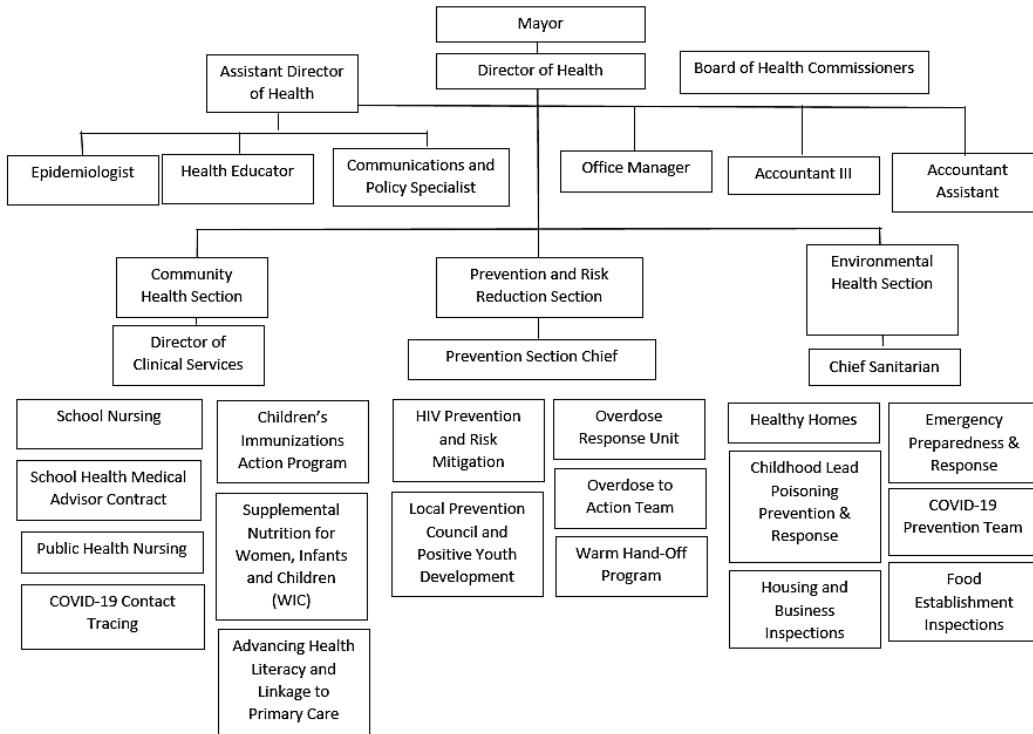 Mayor
Director of Health
Assistant Director
of Health
Board of Health Commissioners
Epidemiologist
Health Educator
Communications and
Policy Specialist
Office Manager
Accountant III
Accountant
Assistant
Community
Health Section
Prevention and Risk
Reduction Section
Environmental
Health Section
Director of
Clinical Services
Prevention Section Chief
Chief Sanitarian
School Nursing
School Health Medical
Advisor Contract
Public Health Nursing
COVID-19 Contact
Tracing
Children's
Immunizations
Action Program
Supplemental
Nutrition for
Women, Infants
and Children
(WIC)
Advancing Health
Literacy and
Linkage to
Primary Care
HIV Prevention
and Risk
Mitigation
Local Prevention
Council and
Positive Youth
Development
Overdose
Response Unit
Overdose to
Action Team
Warm Hand-Off
Program
Healthy Homes
Childhood Lead
Poisoning
Prevention &
Response
Housing and
Business
Inspections
Emergency
Preparedness &
Response
COVID-19
Prevention Team
Food
Establishment
Inspections